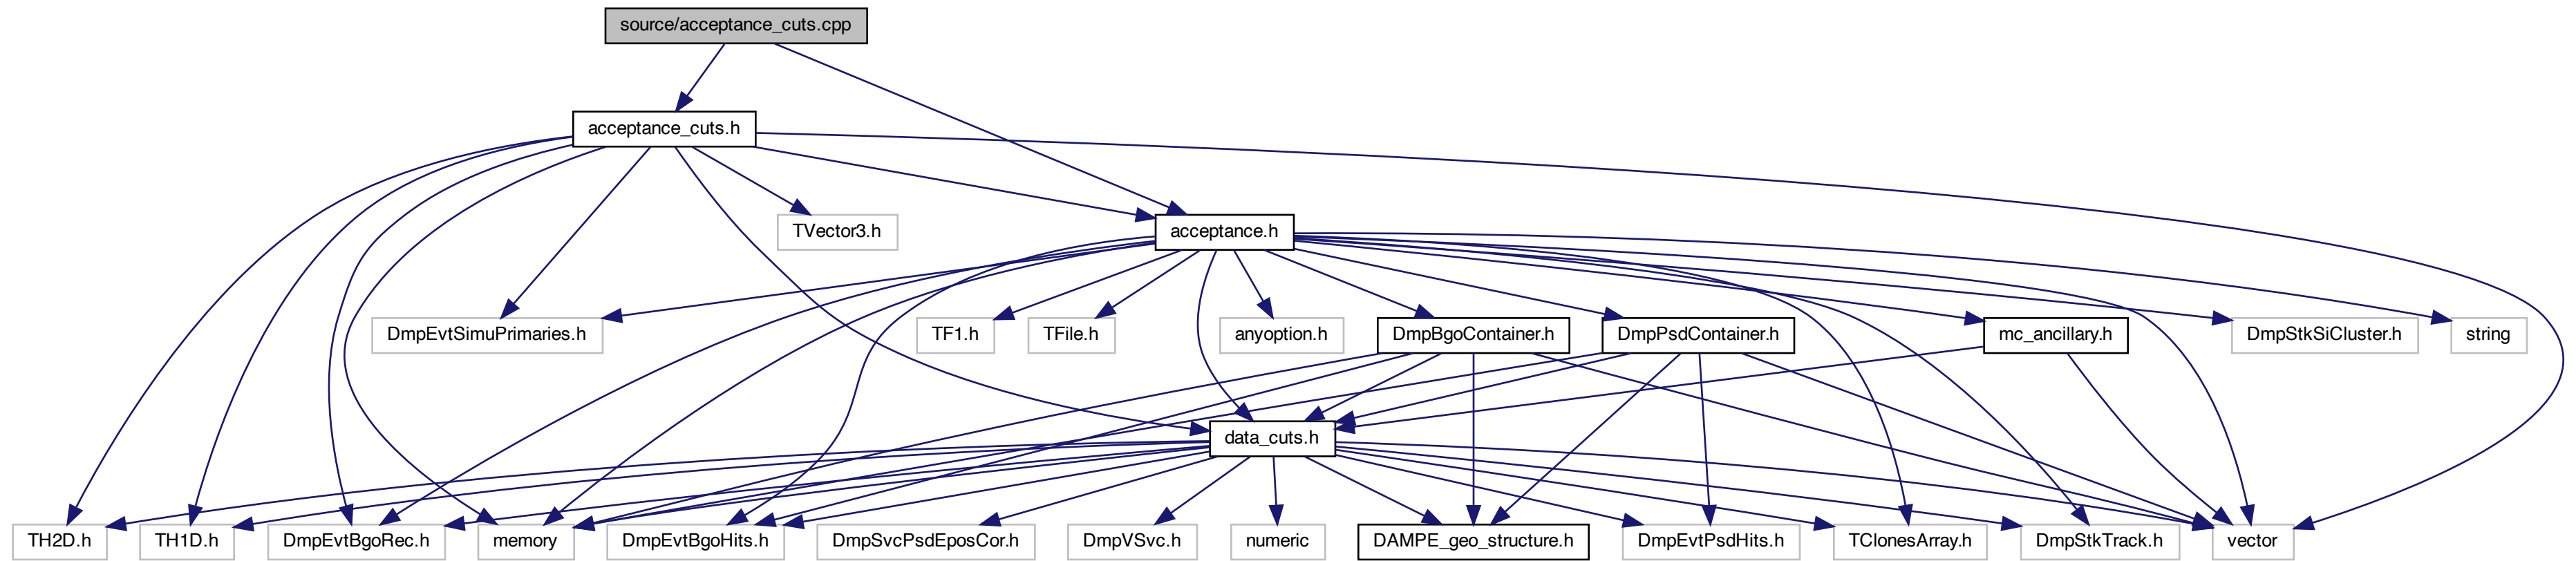 source/acceptance_cuts.cpp
acceptance_cuts.h
TVector3.h
acceptance.h
DmpEvtSimuPrimaries.h
TF1.h
TFile.h
anyoption.h
DmpBgoContainer.h
DmpPsdContainer.h
mc_ancillary.h
DmpStkSiCluster.h
string
data_cuts.h
TH2D.h
TH1D.h
DmpEvtBgoRec.h
memory
DmpEvtBgoHits.h
DmpSvcPsdEposCor.h
DmpVSvc.h
numeric
DAMPE_geo_structure.h
DmpEvtPsdHits.h
TClonesArray.h
DmpStkTrack.h
vector